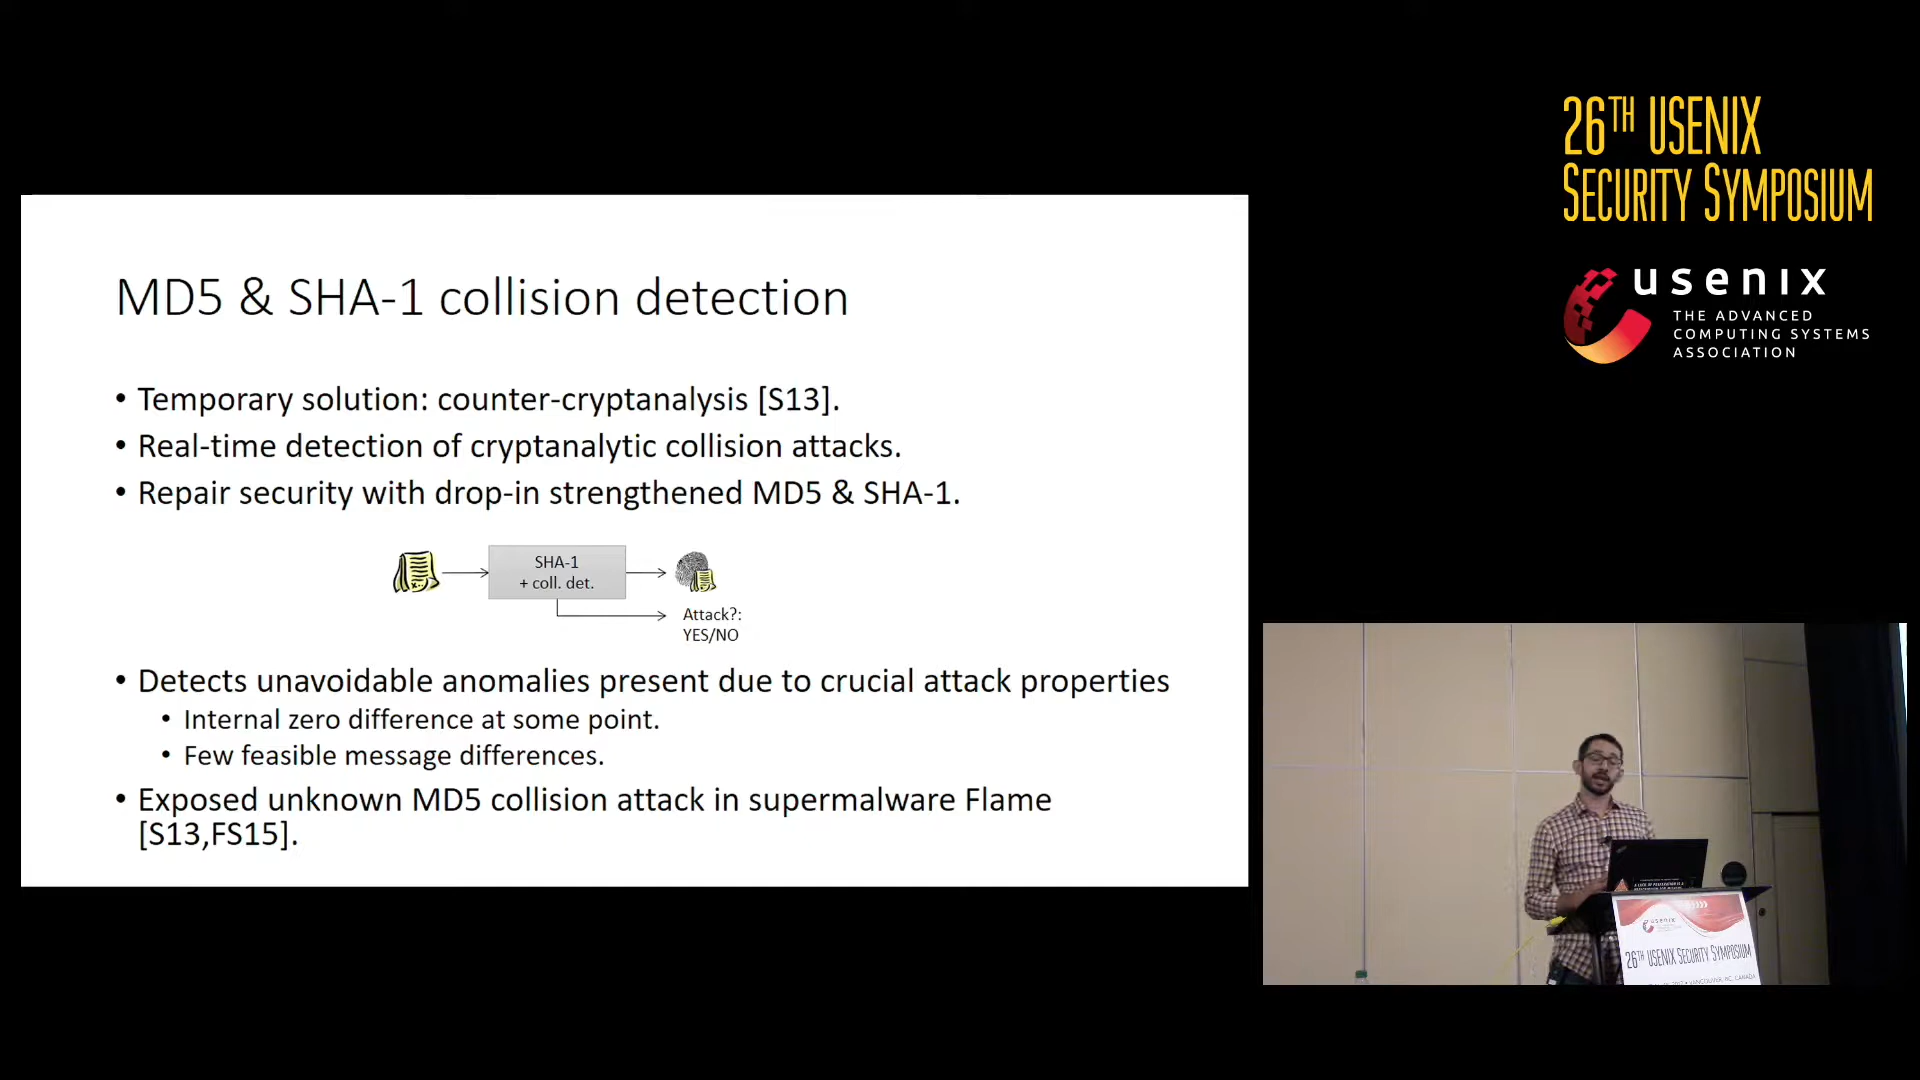 26TH USENIX
SECURITY SYMPOSIUM
usenix
THE ADVANCED
COMPUTING SYSTEMS
ASSOCIATION
MD5 & SHA-1 collision detection
• Temporary solution: counter-cryptanalysis [S13].
• Real-time detection of cryptanalytic collision attacks.
• Repair security with drop-in strengthened MD5 & SHA-1.
SHA-1
+ coll. det.
Attack?:
YES/NO
• Detects unavoidable anomalies present due to crucial attack properties
• Internal zero difference at some point.
• Few feasible message differences.
• Exposed unknown MD5 collision attack in supermalware Flame
[S13,FS15].
usenix
26TH USENIX SECURITY SYMPOSIUM
VANCOUVER, BC, CANADA